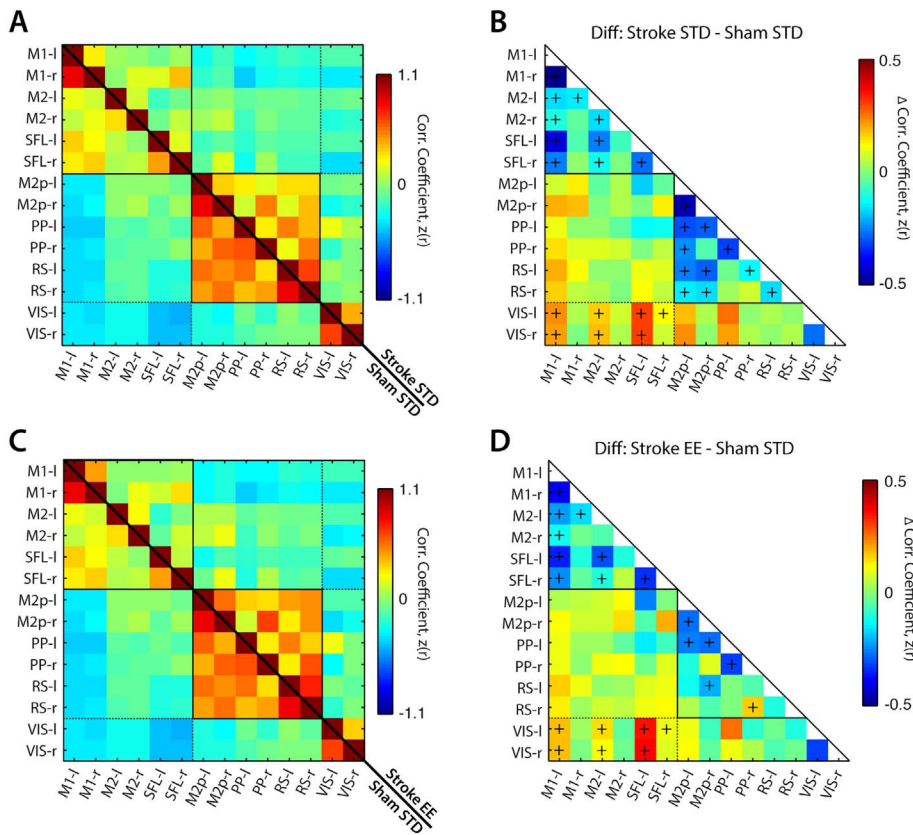 A
M1-l
M1-r
M2-l
M2-r
SFL-l
SFL-r
M2p-l
M2p-r
PP-l
PP-r
RS-l
RS-r
VIS-l
VIS-r
M1-l M1-r M2-l M2-r SFL-l SFL-r M2p-l M2p-r PP-l PP-r RS-l RS-r VIS-l VIS-r
Stroke STD
Sham STD
1.1
0
-1.1
Corr. Coefficient, z(r)
B
Diff: Stroke STD - Sham STD
M1-l
M1-r
M2-l
M2-r
SFL-l
SFL-r
M2p-l
M2p-r
PP-l
PP-r
RS-l
RS-r
VIS-l
VIS-r
M1-l M1-r M2-l M2-r SFL-l SFL-r M2p-l M2p-r PP-l PP-r RS-l RS-r VIS-l VIS-r
0.5
0
-0.5
Δ Corr. Coefficient, z(r)
C
M1-l
M1-r
M2-l
M2-r
SFL-l
SFL-r
M2p-l
M2p-r
PP-l
PP-r
RS-l
RS-r
VIS-l
VIS-r
M1-l M1-r M2-l M2-r SFL-l SFL-r M2p-l M2p-r PP-l PP-r RS-l RS-r VIS-l VIS-r
Stroke EE
Sham STD
1.1
0
-1.1
Corr. Coefficient, z(r)
D
Diff: Stroke EE - Sham STD
M1-l
M1-r
M2-l
M2-r
SFL-l
SFL-r
M2p-l
M2p-r
PP-l
PP-r
RS-l
RS-r
VIS-l
VIS-r
M1-l M1-r M2-l M2-r SFL-l SFL-r M2p-l M2p-r PP-l PP-r RS-l RS-r VIS-l VIS-r
0.5
0
-0.5
Δ Corr. Coefficient, z(r)